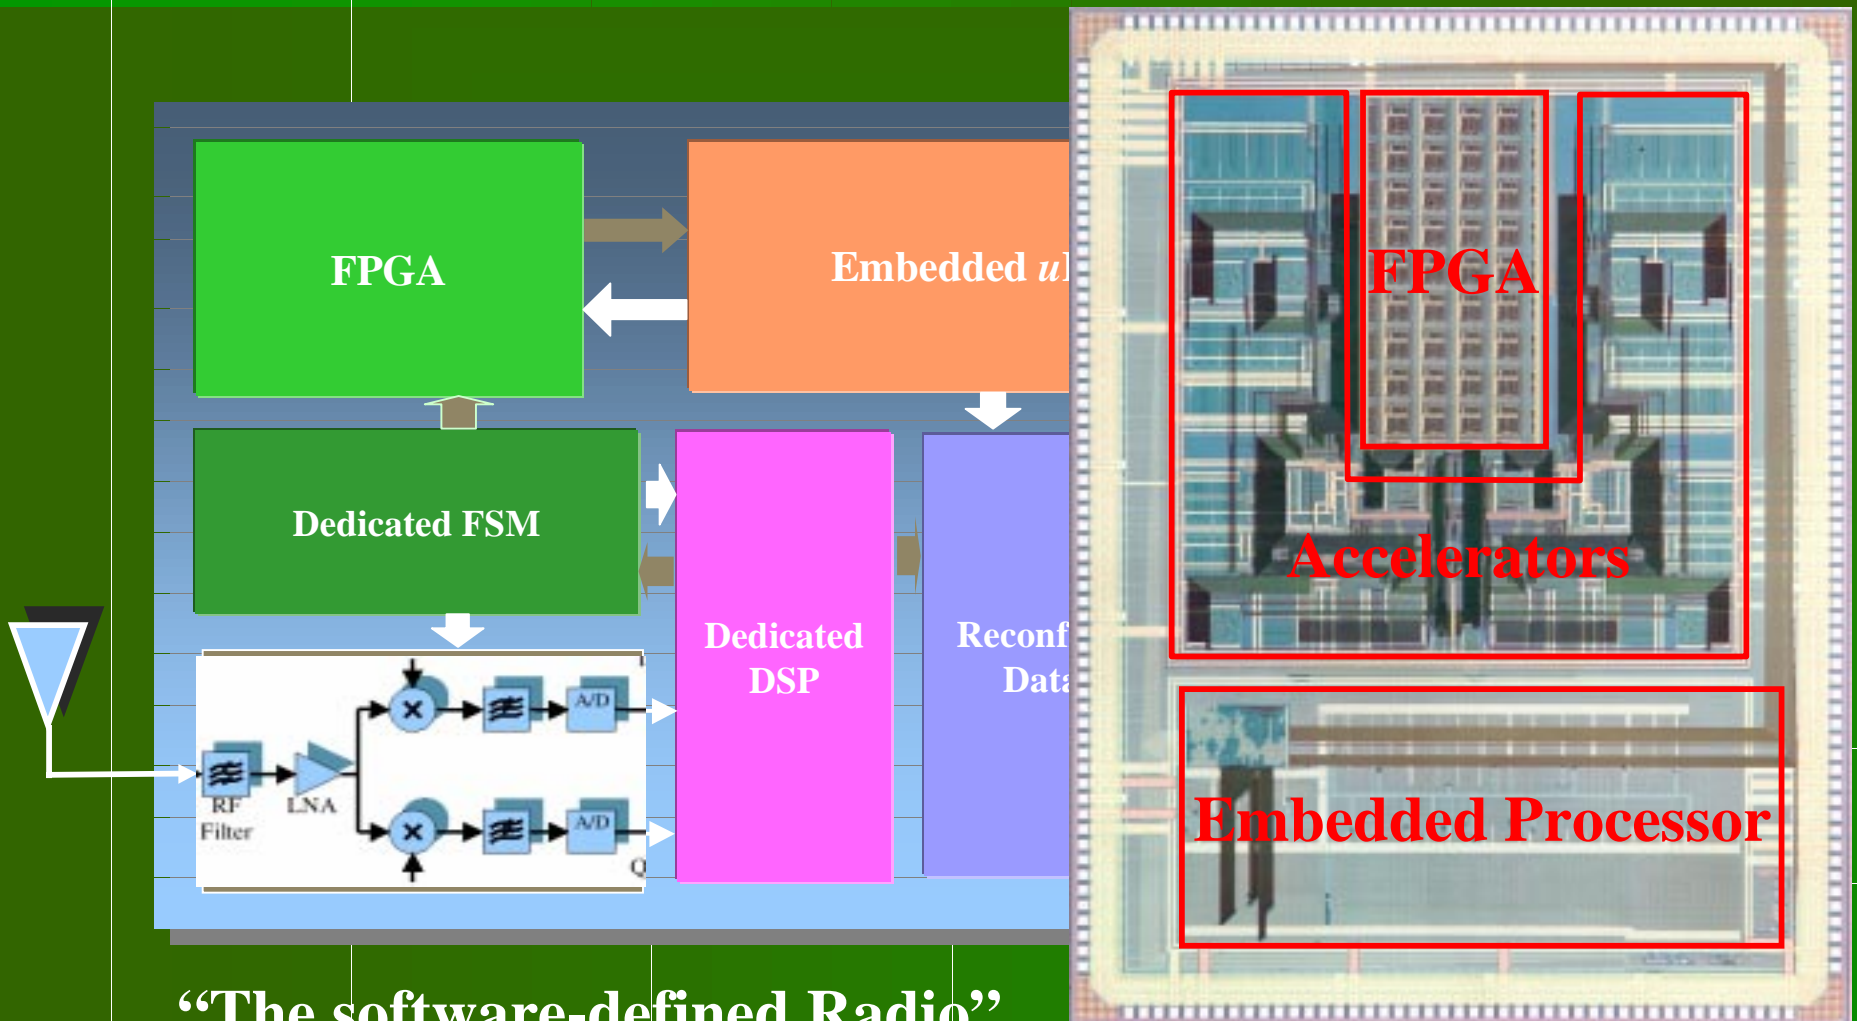 FPGA
Embedded u
Dedicated FSM
Dedicated
DSP
Reconf
Data
RF
Filter
LNA
A/D
A/D
Q
FPGA
Accelerators
Embedded Processor
“The software-defined Radio”